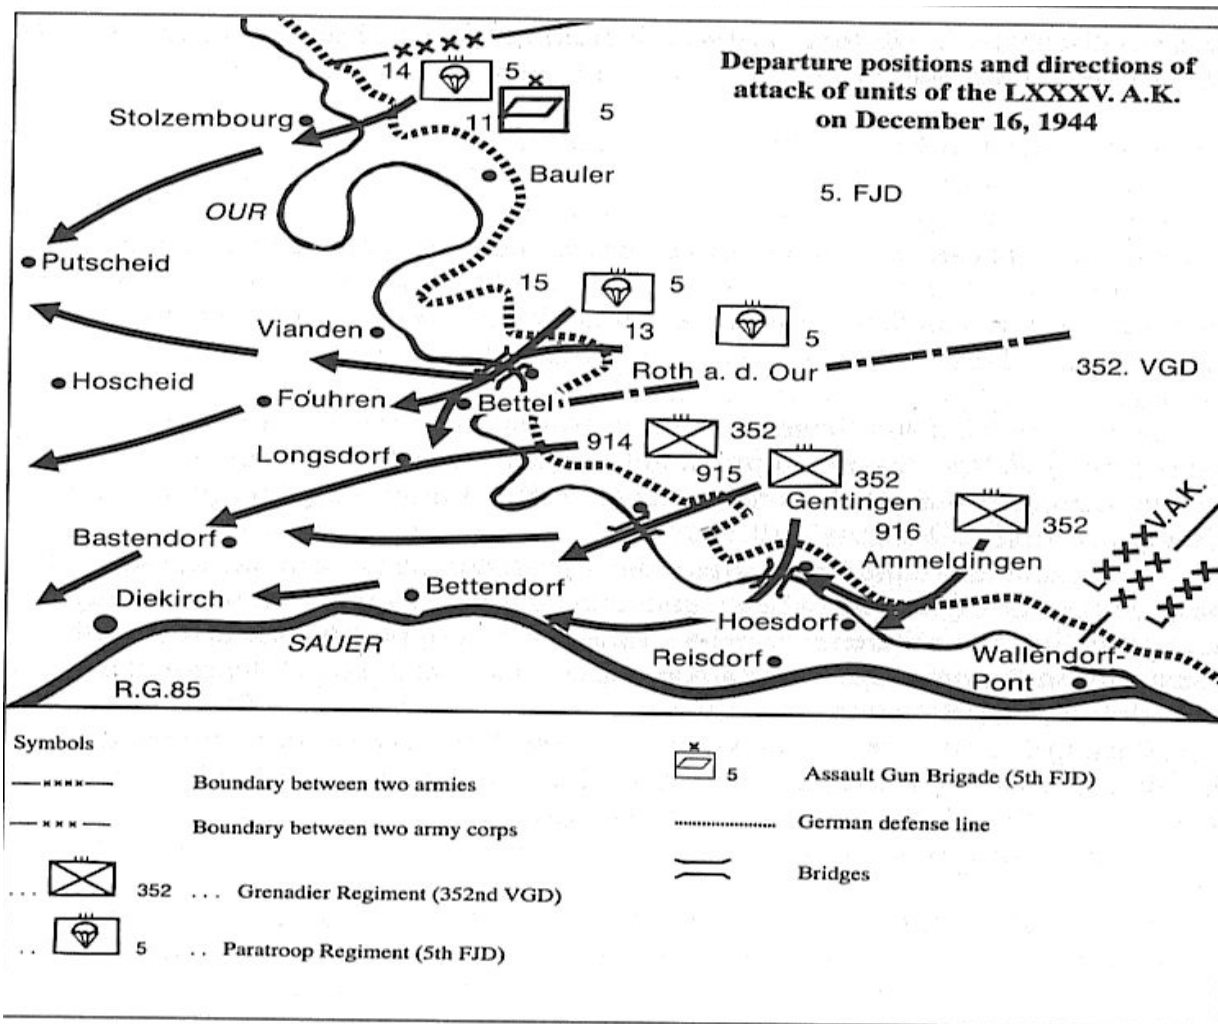 Departure positions and directions of
attack of units of the LXXXV. A.K.
on December 16, 1944
14
5
11
5
Stolzembourg
Bauler
5. FJD
OUR
Putscheid
15
5
13
5
Vianden
Roth a. d. Our
352. VGD
Hoscheid
Fouhren
Bettel
914
352
Longsdorf
915
352
Gentingen
916
352
Ammeldingen
LXXXV.A.K.
LXXX
Bastendorf
Bettendorf
Diekirch
Hoesdorf
SAUER
Reisdorf
Wallendorf-
Pont
R.G.85
Symbols
Boundary between two armies
Boundary between two army corps
... 352 ... Grenadier Regiment (352nd VGD)
.. 5 .. Paratroop Regiment (5th FJD)
5 Assault Gun Brigade (5th FJD)
German defense line
Bridges